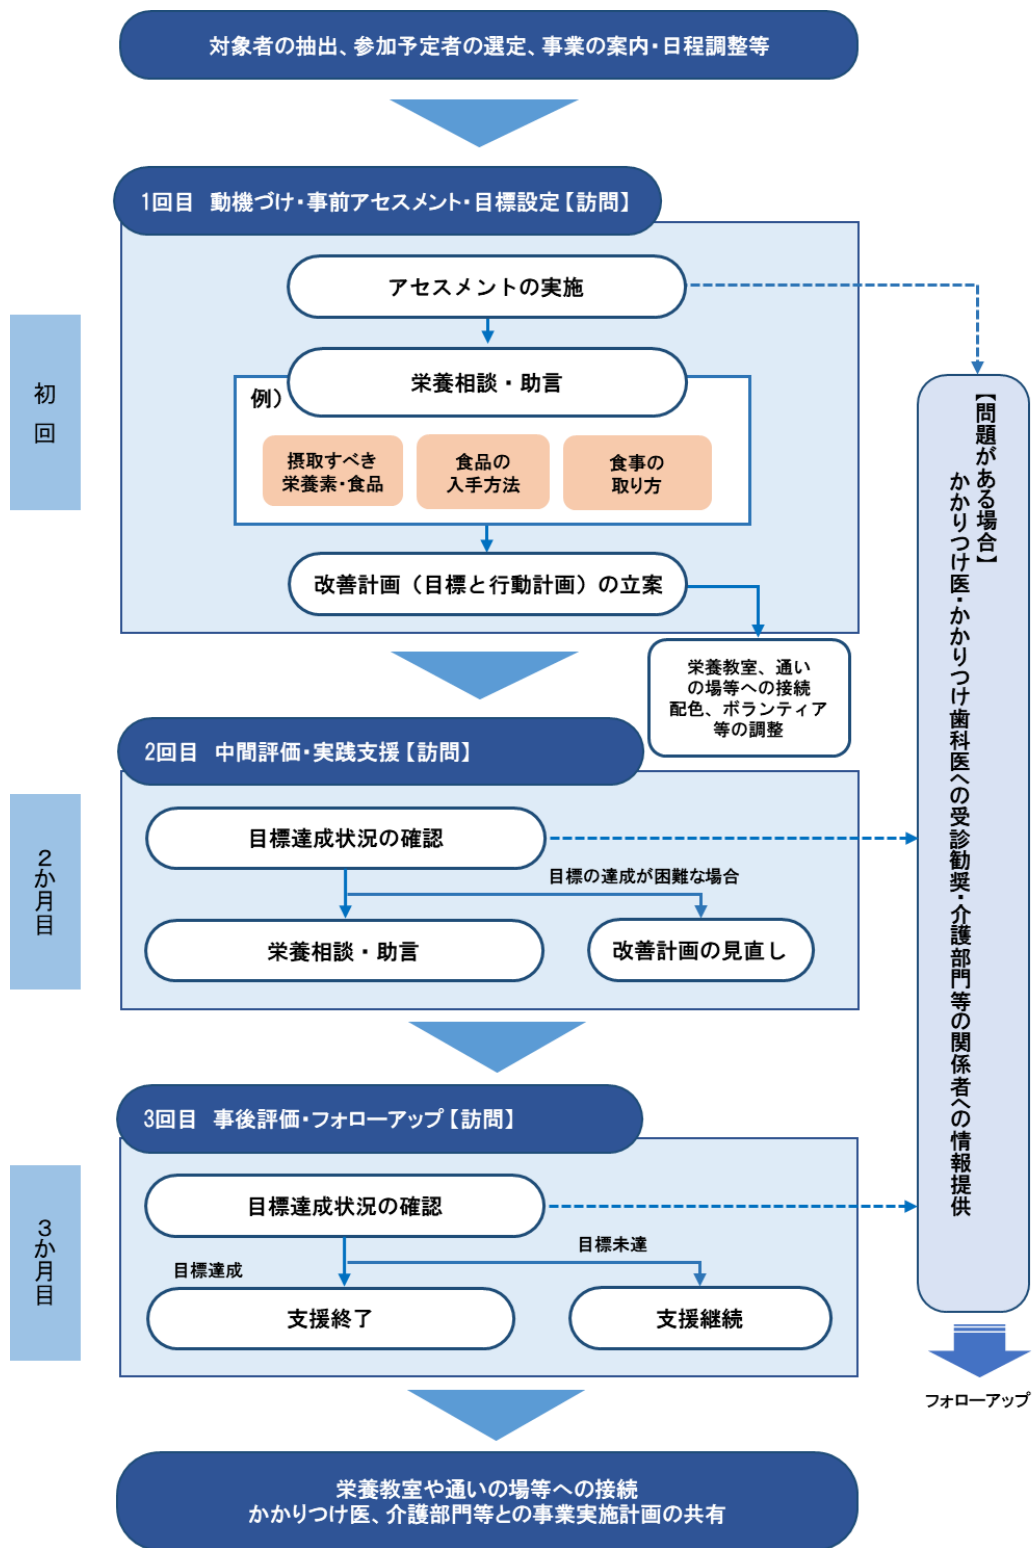 対象者の抽出、参加予定者の選定、事業の案内・日程調整等
1回目　動機づけ・事前アセスメント・目標設定【訪問】
初回
アセスメントの実施
栄養相談・助言
例）
摂取すべき
栄養素・食品
食品の
入手方法
食事の
取り方
改善計画（目標と行動計画）の立案
栄養教室、通い
の場等への接続
配色、ボランティア
等の調整
2回目　中間評価・実践支援【訪問】
２か月目
目標達成状況の確認
目標の達成が困難な場合
栄養相談・助言
改善計画の見直し
3回目　事後評価・フォローアップ【訪問】
３か月目
目標達成状況の確認
目標未達
目標達成
支援終了
支援継続
【問題がある場合】
かかりつけ医・かかりつけ歯科医への受診勧奨・介護部門等の関係者への情報提供
フォローアップ
栄養教室や通いの場等への接続
かかりつけ医、介護部門等との事業実施計画の共有